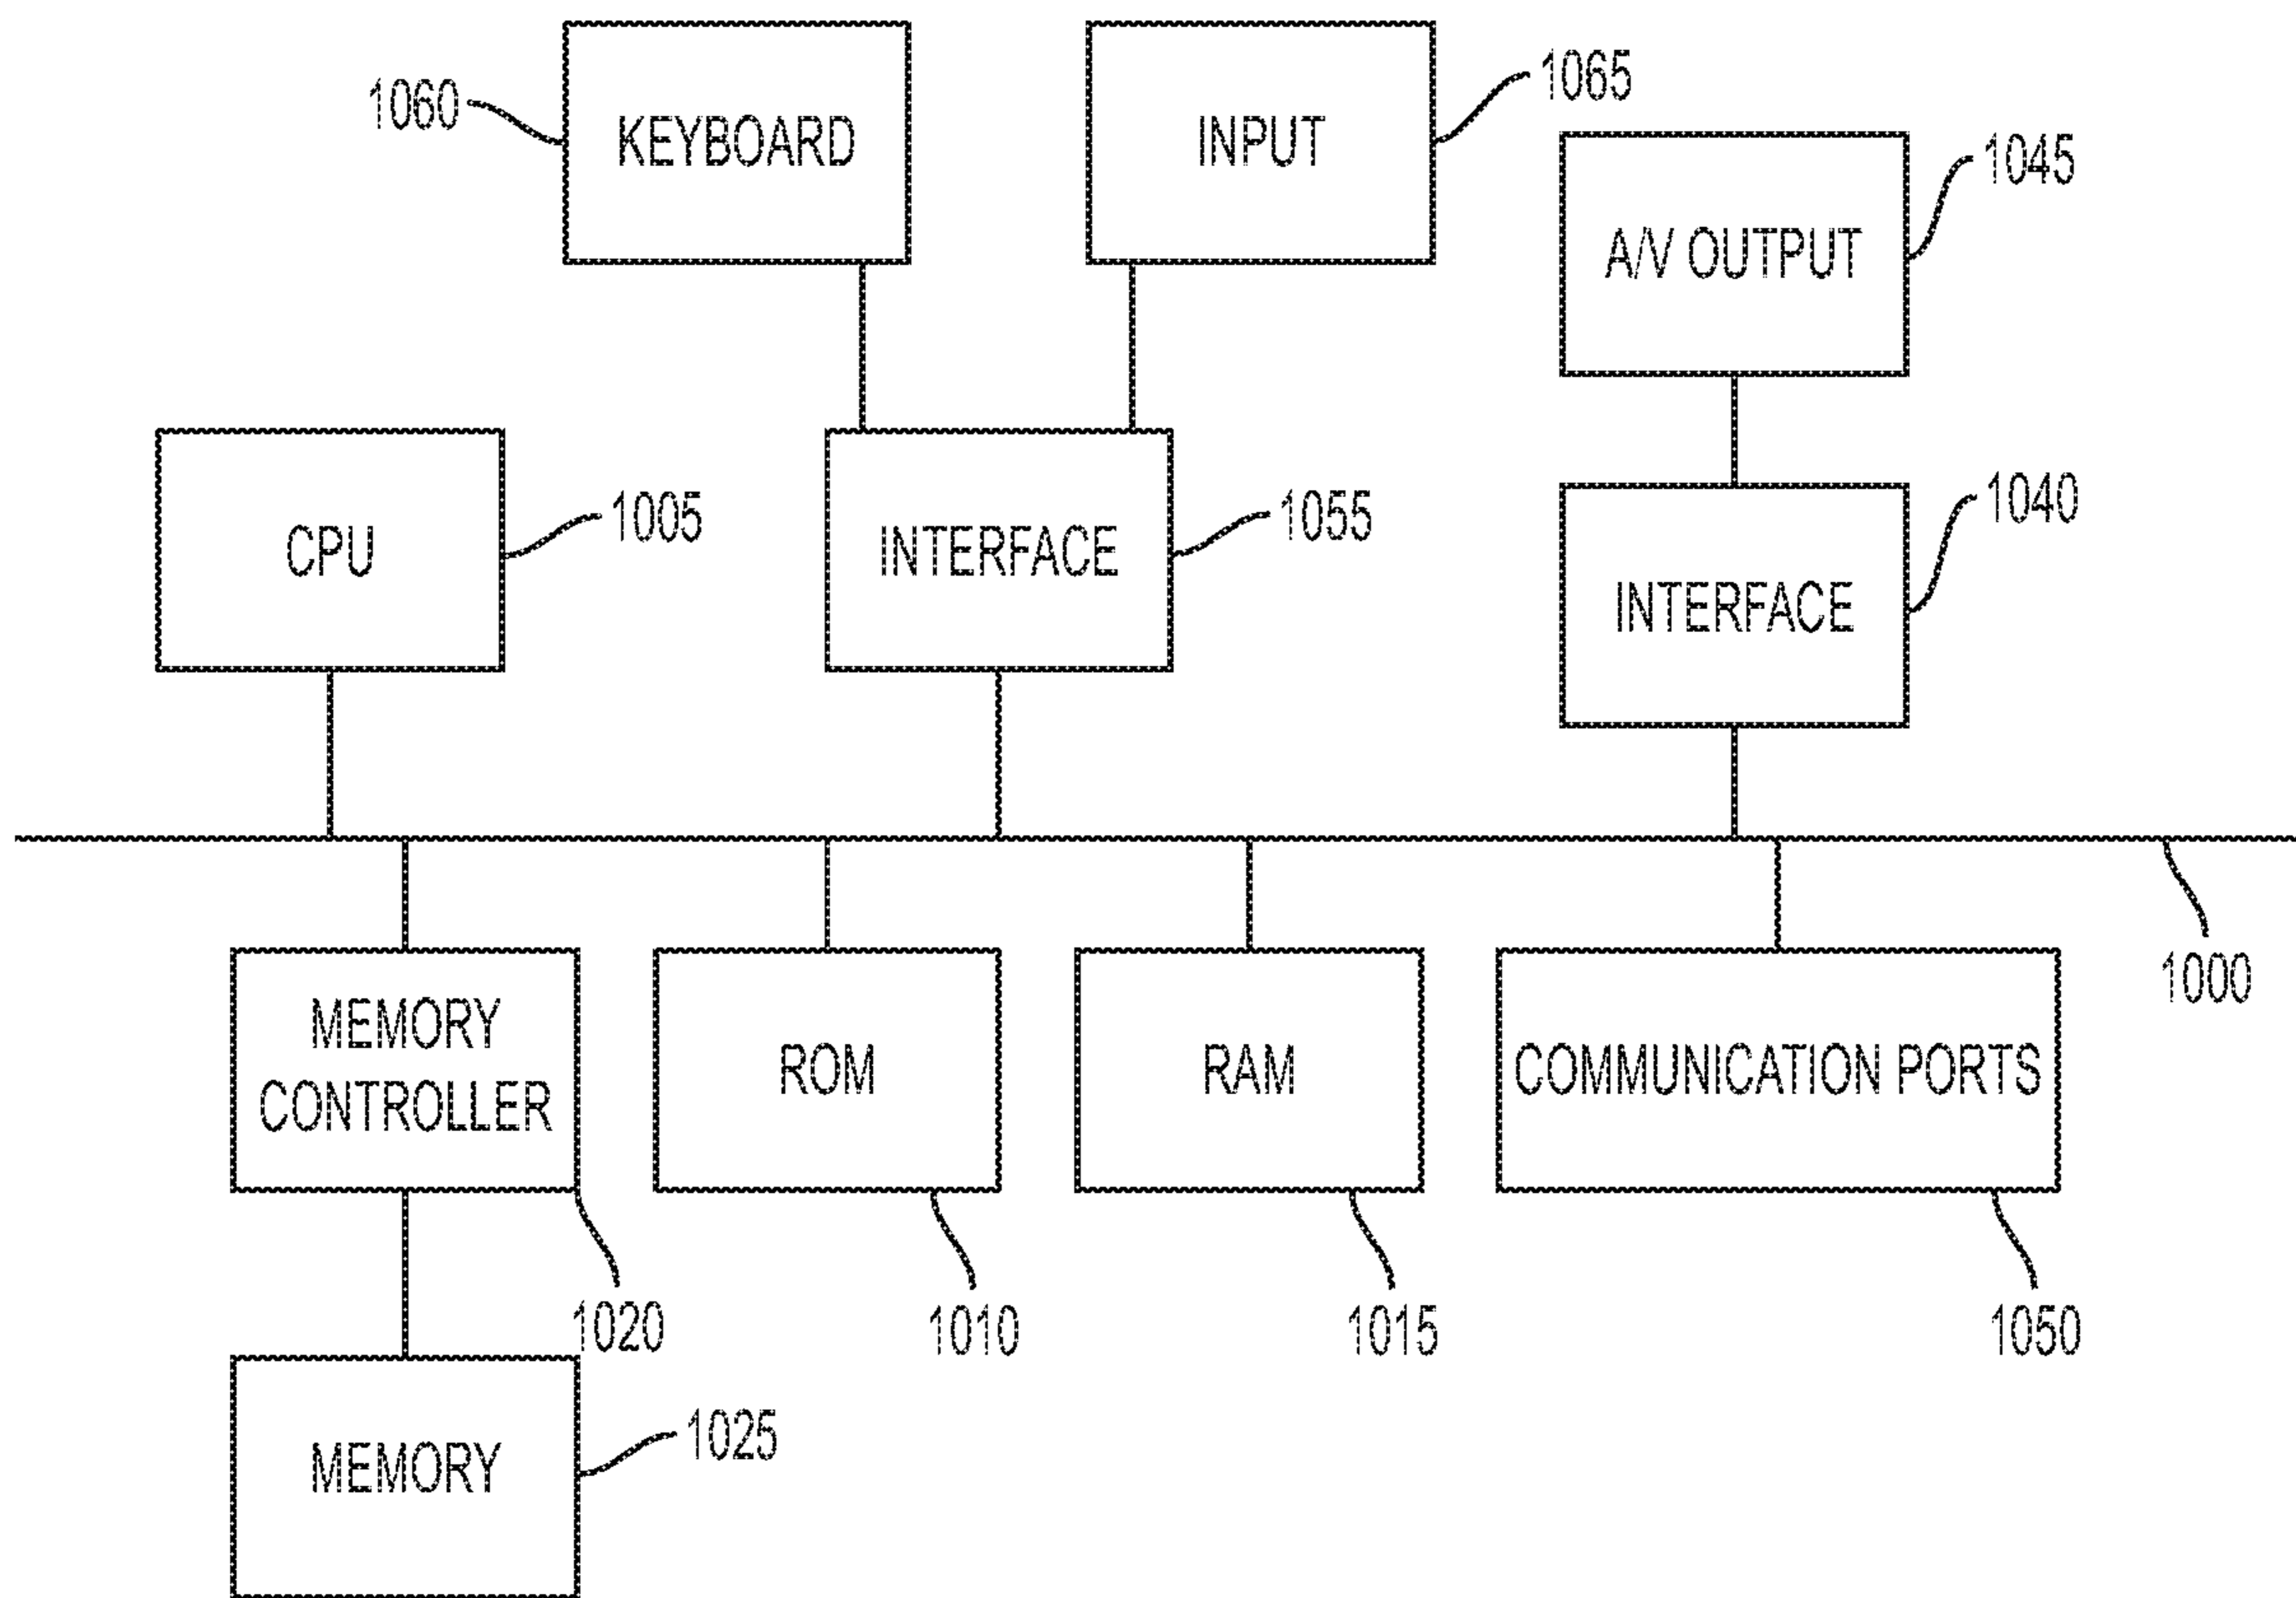 1060
KEYBOARD
INPUT
1065
A/V OUTPUT
1045
CPU
1005
INTERFACE
1055
INTERFACE
1040
1000
MEMORY
CONTROLLER
ROM
RAM
COMMUNICATION PORTS
1020
1010
1015
1050
MEMORY
1025